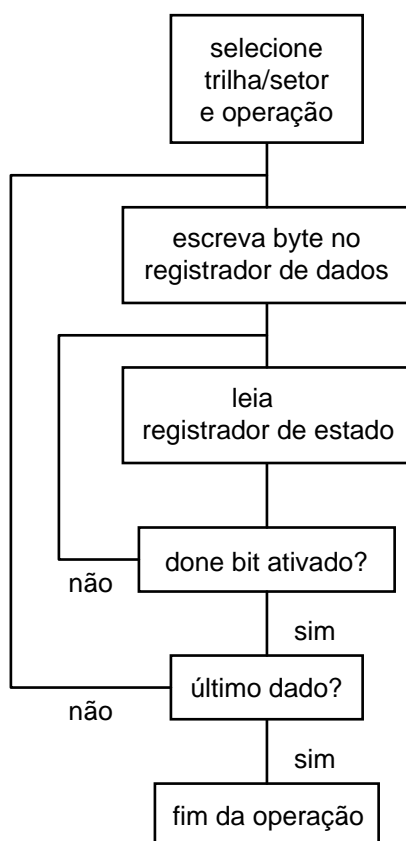 selecione
trilha/setor
e operação
escreva byte no
registrador de dados
leia
registrador de estado
done bit ativado?
não
sim
último dado?
não
sim
fim da operação